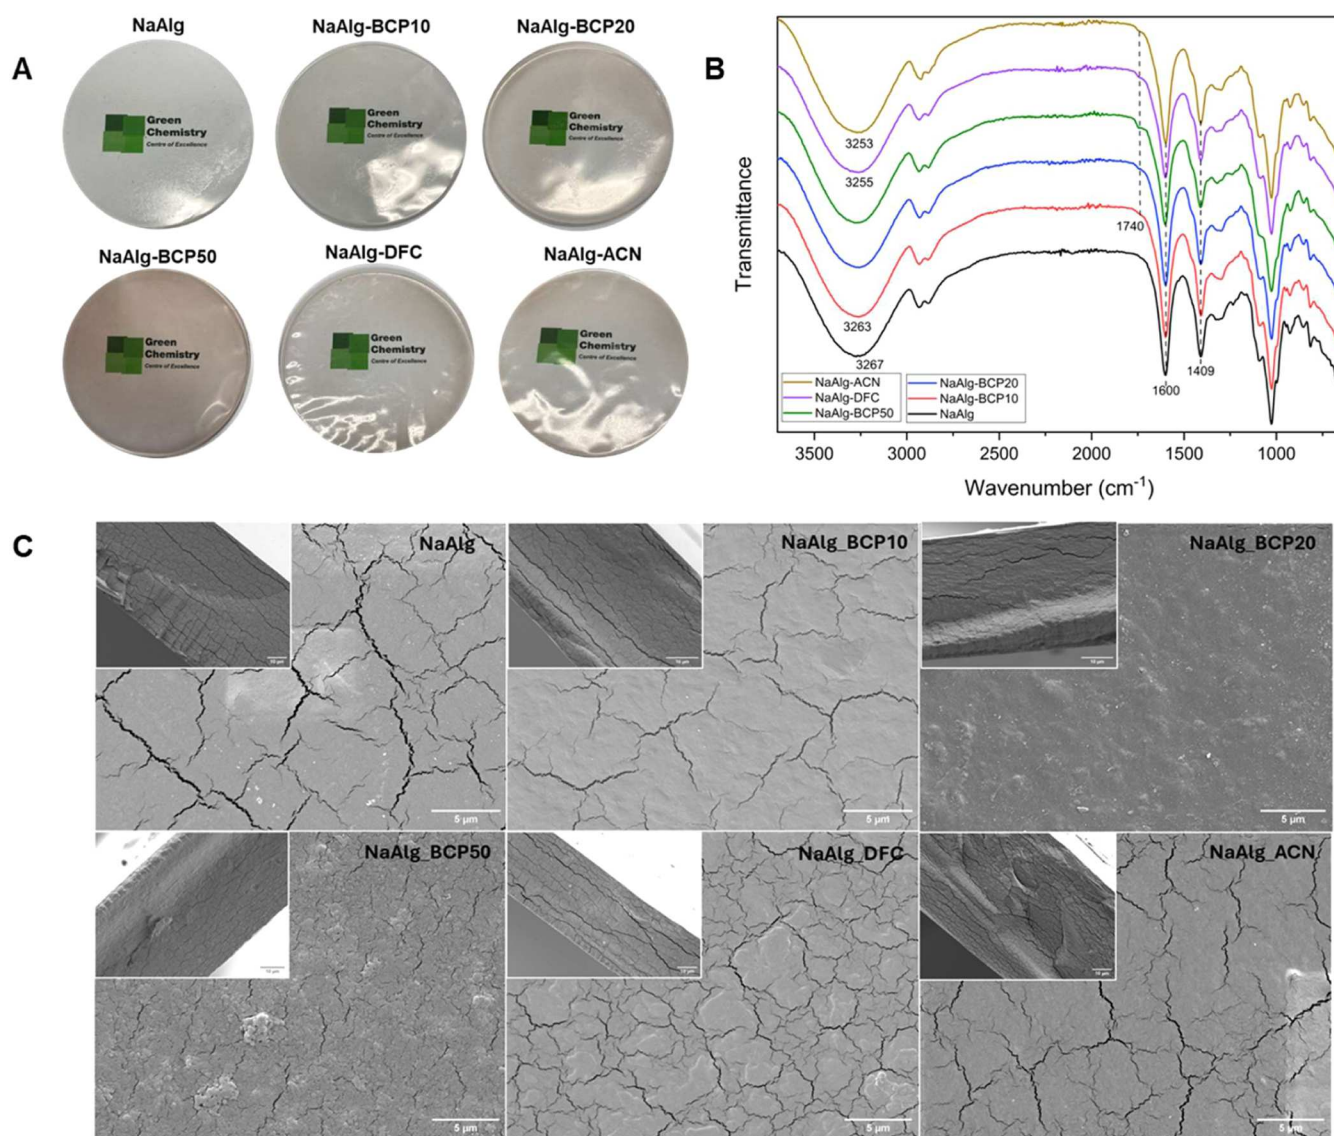 A
NaAlg
NaAlg-BCP10
NaAlg-BCP20
Green
Chemistry
Centre of Excellence
Green
Chemistry
Centre of Excellence
Green
Chemistry
Centre of Excellence
NaAlg-BCP50
NaAlg-DFC
NaAlg-ACN
Green
Chemistry
Centre of Excellence
Green
Chemistry
Centre of Excellence
Green
Chemistry
Centre of Excellence
B
Transmittance
3253
3255
1740
3263
3267
1600
1409
NaAlg-ACN
NaAlg-DFC
NaAlg-BCP50
NaAlg-BCP20
NaAlg-BCP10
NaAlg
3500 3000 2500 2000 1500 1000
Wavenumber (cm⁻¹)
C
NaAlg
5 µm
NaAlg_BCP10
5 µm
NaAlg_BCP20
5 µm
NaAlg_BCP50
5 µm
NaAlg_DFC
5 µm
NaAlg_ACN
5 µm